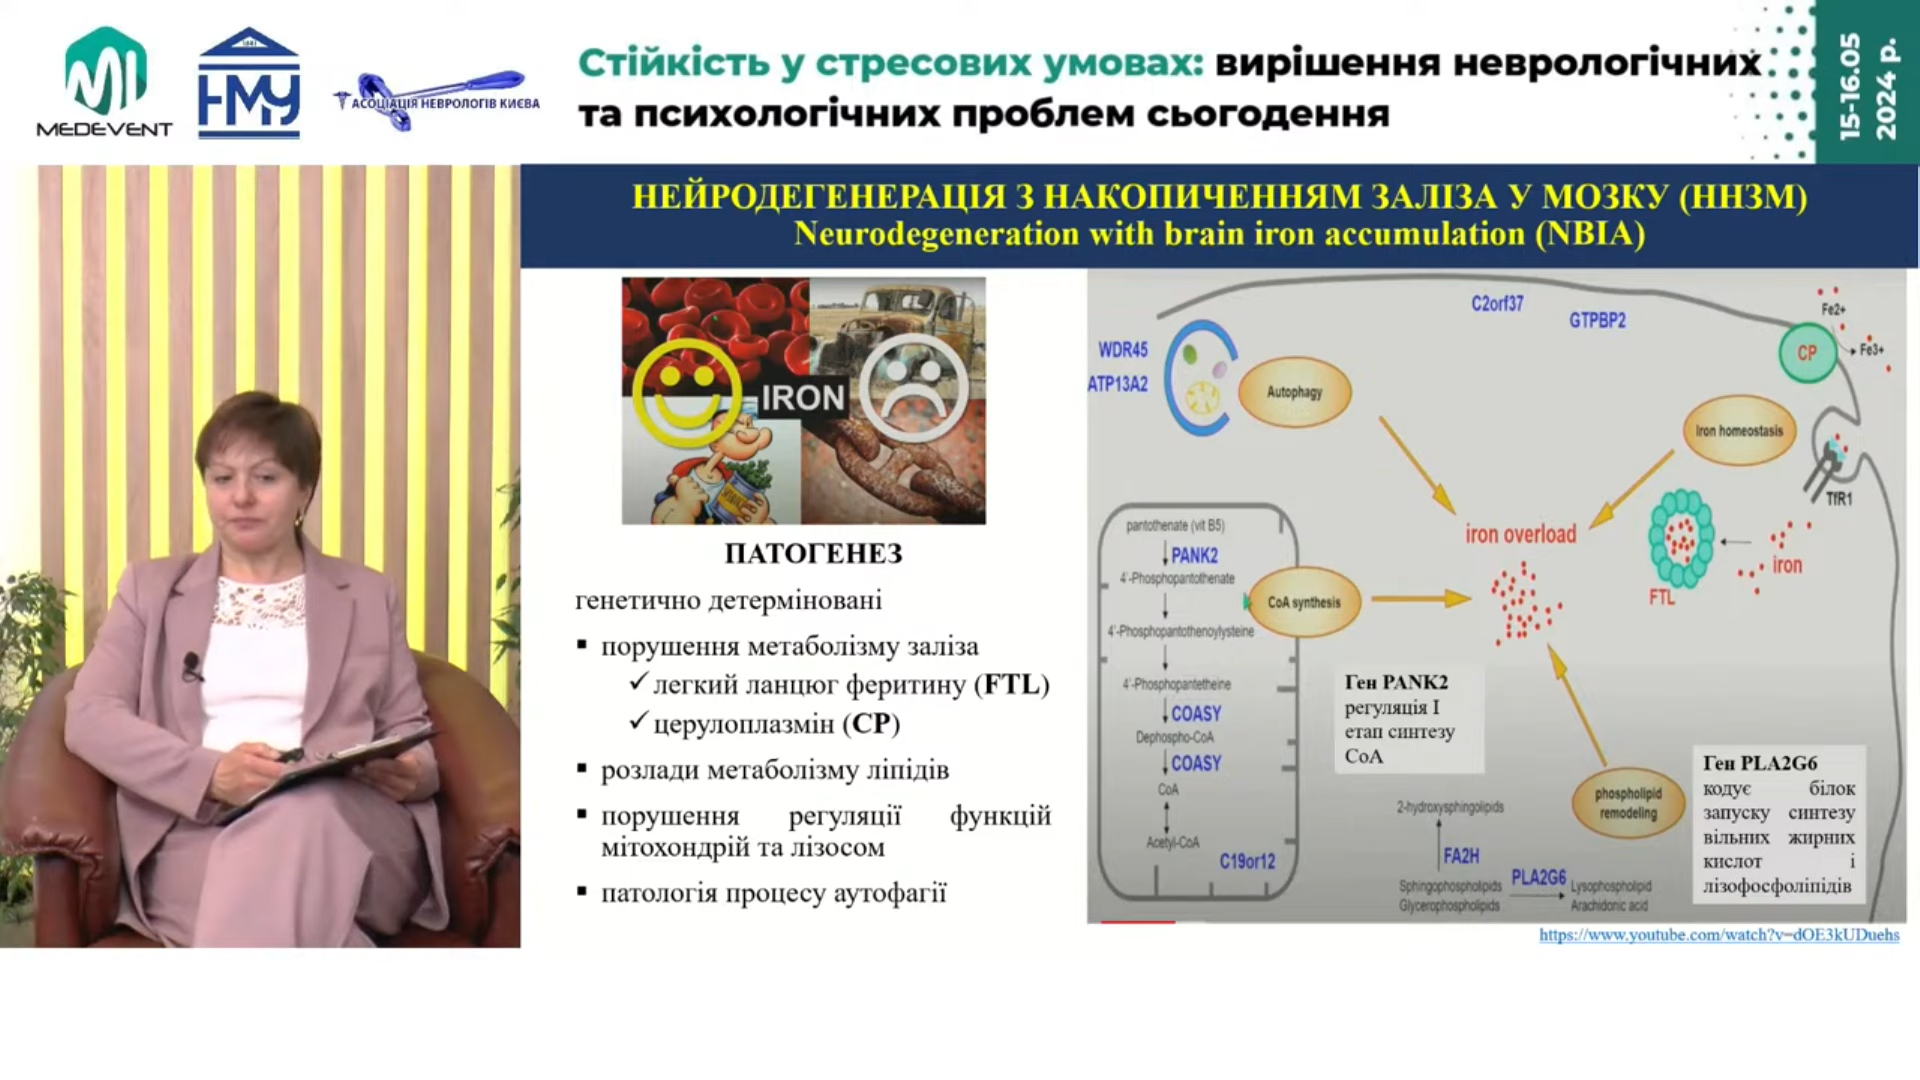 MEDEVENT
1841
НМУ
АСОЦІАЦІЯ НЕВРОЛОГІВ КИЄВА
Стійкість у стресових умовах: вирішення неврологічних
та психологічних проблем сьогодення
15-16.05
2024 р.
НЕЙРОДЕГЕНЕРАЦІЯ З НАКОПИЧЕННЯМ ЗАЛІЗА У МОЗКУ (ННЗМ)
Neurodegeneration with brain iron accumulation (NBIA)
IRON
ПАТОГЕНЕЗ
генетично детерміновані
▪ порушення метаболізму заліза
✓ легкий ланцюг феритину (FTL)
✓ церулоплазмін (CP)
▪ розлади метаболізму ліпідів
▪ порушення регуляції функцій
мітохондрій та лізосом
▪ патологія процесу аутофагії
C2orf37
GTPBP2
Fe2+
CP
Fe3+
WDR45
ATP13A2
Autophagy
Iron homeostasis
TfR1
iron overload
iron
FTL
pantothenate (vit B5)
PANK2
4'-Phosphopantothenate
CoA synthesis
4'-Phosphopantothenoylysteine
4'-Phosphopantetheine
COASY
Dephospho-CoA
COASY
CoA
Acetyl-CoA
C19or12
Ген PANK2
регуляція І
етап синтезу
СоА
phospholipid
remodeling
2-hydroxysphingolipids
FA2H
Sphingophospholipids
Glycerophospholipids
PLA2G6
Lysophospholipid
Arachidonic acid
Ген PLA2G6
кодує білок
запуску синтезу
вільних жирних
кислот і
лізофосфоліпідів
https://www.youtube.com/watch?v=dOE3kUDuehs